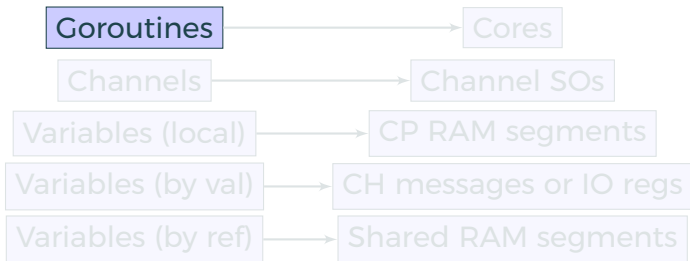 Goroutines Cores
Channels Channel SOs
Variables (local) CP RAM segments
Variables (by val) CH messages or IO regs
Variables (by ref) Shared RAM segments